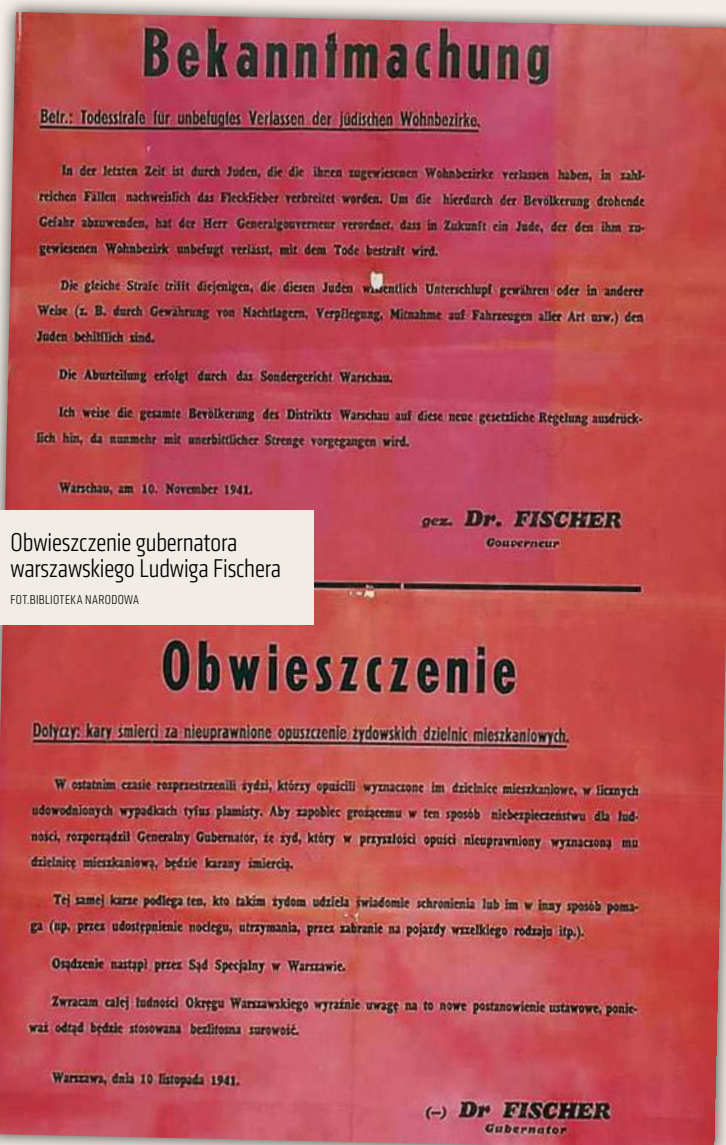 Bekanntmachung
Betr.: Todesstrafe für unbefugtes Verlassen der jüdischen Wohnbezirke.
In der letzten Zeit ist durch Juden, die die ihnen zugewiesenen Wohnbezirke verlassen haben, in zahl-
reichen Fällen nachweislich das Fleckfieber verbreitet worden. Um die hierdurch der Bevölkerung drohende
Gefahr abzuwenden, hat der Herr Generalgouverneur verordnet, dass in Zukunft ein Jude, der den ihm zu-
gewiesenen Wohnbezirk unbefugt verlässt, mit dem Tode bestraft wird.
Die gleiche Strafe trifft diejenigen, die diesen Juden wissentlich Unterschlupf gewähren oder in anderer
Weise (z. B. durch Gewährung von Nachtlagern, Verpflegung, Mitnahme auf Fahrzeugen aller Art usw.) den
Juden behilflich sind.
Die Aburteilung erfolgt durch das Sondergericht Warschau.
Ich weise die gesamte Bevölkerung des Distrikts Warschau auf diese neue gesetzliche Regelung ausdrück-
lich hin, da nunmehr mit unerbittlicher Strenge vorgegangen wird.
Warschau, am 10. November 1941.
gez. Dr. FISCHER
Gouverneur
Obwieszczenie gubernatora
warszawskiego Ludwiga Fischera
FOT.BIBLIOTEKA NARODOWA
Obwieszczenie
Dotyczy: kary śmierci za nieuprawnione opuszczenie żydowskich dzielnic mieszkaniowych.
W ostatnim czasie rozprzestrzenili żydzi, którzy opuścili wyznaczone im dzielnice mieszkaniowe, w licznych
udowodnionych wypadkach tyfus plamisty. Aby zapobiec grożącemu w ten sposób niebezpieczeństwu dla lud-
ności, rozporządził Generalny Gubernator, że żyd, który w przyszłości opuści nieuprawniony wyznaczoną mu
dzielnicę mieszkaniową, będzie karany śmiercią.
Tej samej karze podlega ten, kto takim żydom udziela świadomie schronienia lub im w inny sposób poma-
ga (np. przez udostępnienie noclegu, utrzymania, przez zabranie na pojazdy wszelkiego rodzaju itp.).
Osądzenie nastąpi przez Sąd Specjalny w Warszawie.
Zwracam całej ludności Okręgu Warszawskiego wyraźnie uwagę na to nowe postanowienie ustawowe, ponie-
waż odtąd będzie stosowana bezlitosna surowość.
Warszawa, dnia 10 listopada 1941.
(—) Dr FISCHER
Gubernator